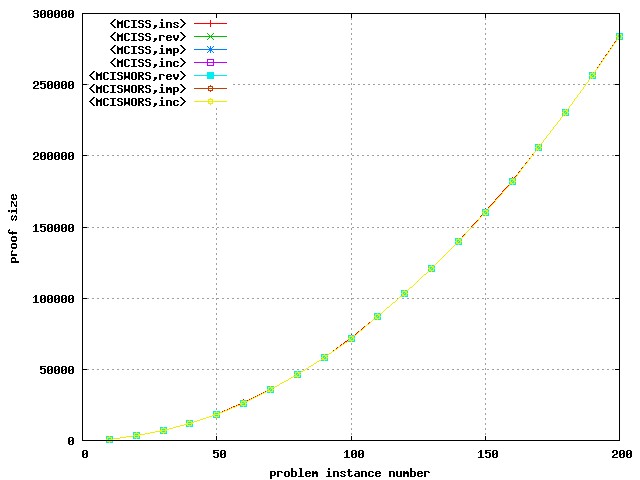 300000
250000
200000
150000
100000
50000
0
<MCISS,ins>
<MCISS,rev>
<MCISS,imp>
<MCISS,inc>
<MCISWORS,rev>
<MCISWORS,imp>
<MCISWORS,inc>
proof size
0 50 100 150 200
problem instance number